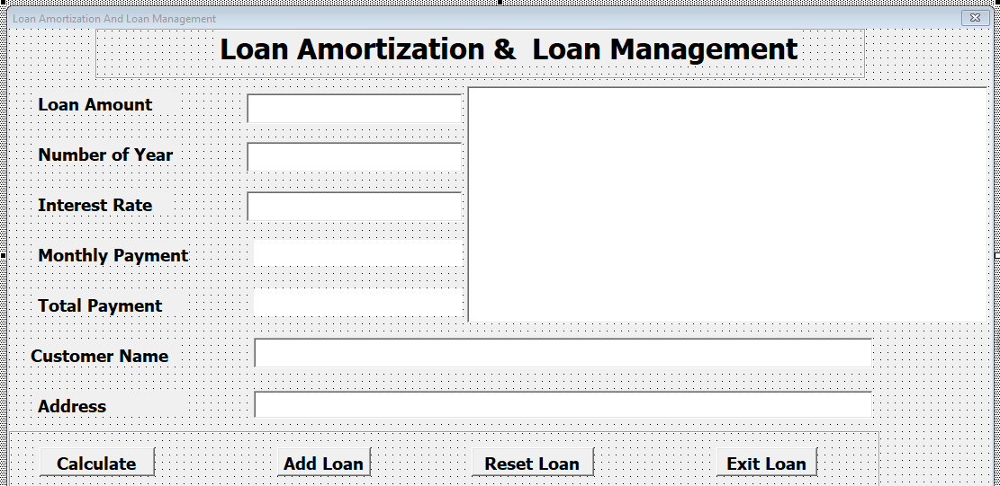 Loan Amortization And Loan Management
Loan Amortization & Loan Management
Loan Amount
Number of Year
Interest Rate
Monthly Payment
Total Payment
Customer Name
Address
Calculate
Add Loan
Reset Loan
Exit Loan